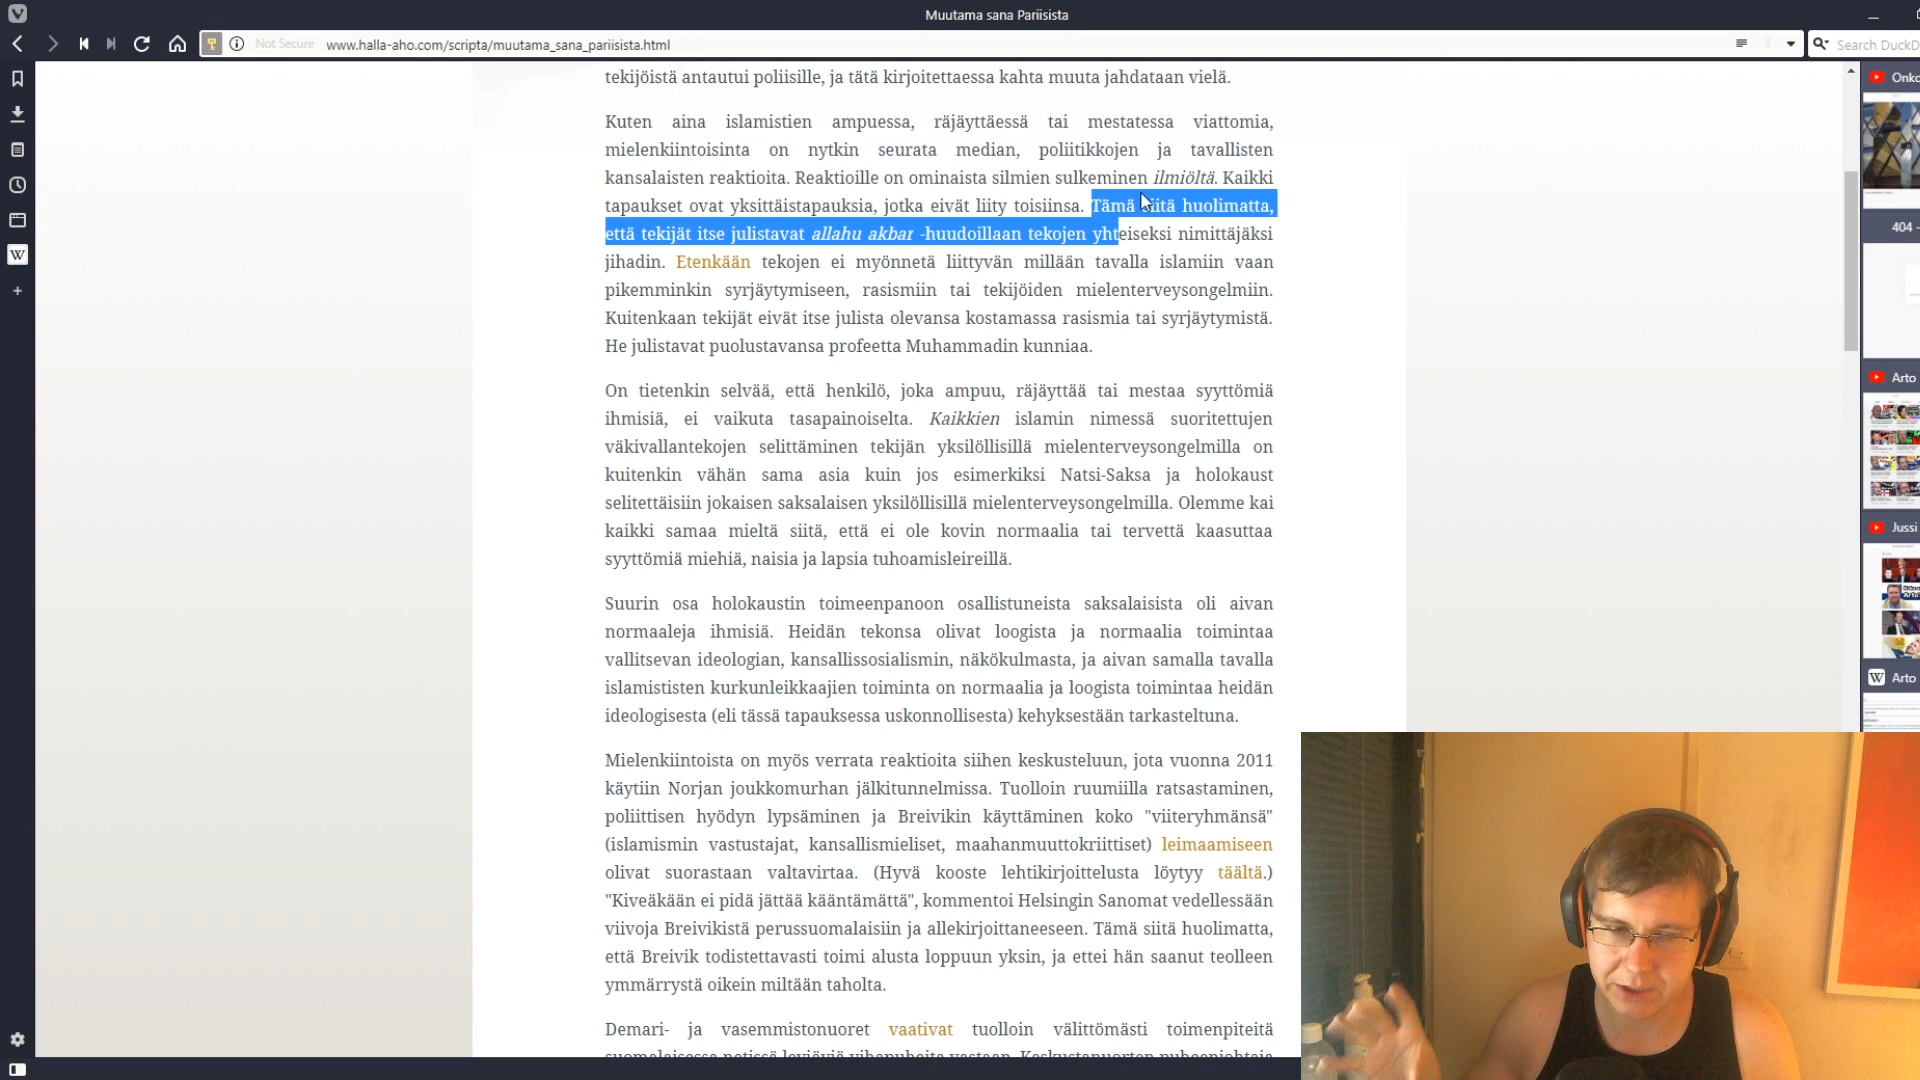 Muutama sana Pariisista
Not Secure
www.halla-aho.com/scripta/muutama_sana_pariisista.html
Search DuckD
tekijöistä antautui poliisille, ja tätä kirjoitettaessa kahta muuta jahdataan vielä.
Kuten aina islamistien ampuessa, räjäyttäessä tai mestatessa viattomia,
mielenkiintoisinta on nytkin seurata median, poliitikkojen ja tavallisten
kansalaisten reaktioita. Reaktioille on ominaista silmien sulkeminen ilmiöltä. Kaikki
tapaukset ovat yksittäistapauksia, jotka eivät liity toisiinsa. Tämä siitä huolimatta,
että tekijät itse julistavat allahu akbar -huudoillaan tekojen yhteiseksi nimittäjäksi
jihadin. Etenkään tekojen ei myönnetä liittyvän millään tavalla islamiin vaan
pikemminkin syrjäytymiseen, rasismiin tai tekijöiden mielenterveysongelmiin.
Kuitenkaan tekijät eivät itse julista olevansa kostamassa rasismia tai syrjäytymistä.
He julistavat puolustavansa profeetta Muhammadin kunniaa.
On tietenkin selvää, että henkilö, joka ampuu, räjäyttää tai mestaa syyttömiä
ihmisiä, ei vaikuta tasapainoiselta. Kaikkien islamin nimessä suoritettujen
väkivallantekojen selittäminen tekijän yksilöllisillä mielenterveysongelmilla on
kuitenkin vähän sama asia kuin jos esimerkiksi Natsi-Saksa ja holokaust
selitettäisiin jokaisen saksalaisen yksilöllisillä mielenterveysongelmilla. Olemme kai
kaikki samaa mieltä siitä, että ei ole kovin normaalia tai tervettä kaasuttaa
syyttömiä miehiä, naisia ja lapsia tuhoamisleireillä.
Suurin osa holokaustin toimeenpanoon osallistuneista saksalaisista oli aivan
normaaleja ihmisiä. Heidän tekonsa olivat loogista ja normaalia toimintaa
vallitsevan ideologian, kansallissosialismin, näkökulmasta, ja aivan samalla tavalla
islamististen kurkunleikkaajien toiminta on normaalia ja loogista toimintaa heidän
ideologisesta (eli tässä tapauksessa uskonnollisesta) kehyksestään tarkasteltuna.
Mielenkiintoista on myös verrata reaktioita siihen keskusteluun, jota vuonna 2011
käytiin Norjan joukkomurhan jälkitunnelmissa. Tuolloin ruumiilla ratsastaminen,
poliittisen hyödyn lypsäminen ja Breivikin käyttäminen koko "viiteryhmänsä"
(islamismin vastustajat, kansallismieliset, maahanmuuttokriittiset) leimaamiseen
olivat suorastaan valtavirtaa. (Hyvä kooste lehtikirjoittelusta löytyy täältä.)
"Kiveäkään ei pidä jättää kääntämättä", kommentoi Helsingin Sanomat vedellessään
viivoja Breivikistä perussuomalaisiin ja allekirjoittaneeseen. Tämä siitä huolimatta,
että Breivik todistettavasti toimi alusta loppuun yksin, ja ettei hän saanut teolleen
ymmärrystä oikein miltään taholta.
Demari- ja vasemmistonuoret vaativat tuolloin välittömästi toimenpiteitä
Onko
404 -
Arto
Jussi
W Arto